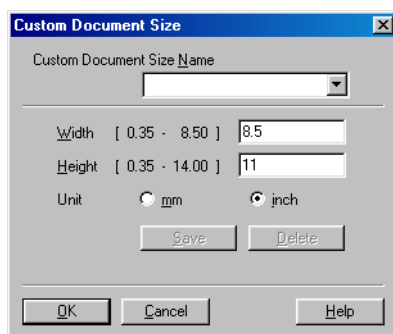 Custom Document Size
Custom Document Size Name
Width [ 0.35 - 8.50 ] 8.5
Height [ 0.35 - 14.00 ] 11
Unit mm inch
Save Delete
OK Cancel Help